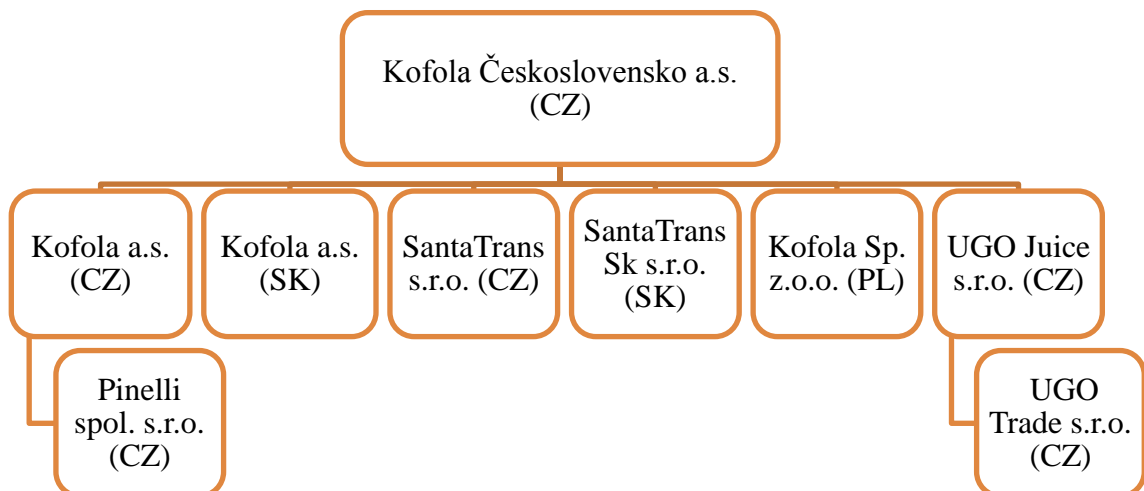 Kofola Československo a.s.
(CZ)
Kofola a.s.
(CZ)
Kofola a.s.
(SK)
SantaTrans
s.r.o. (CZ)
SantaTrans
Sk s.r.o.
(SK)
Kofola Sp.
z.o.o. (PL)
UGO Juice
s.r.o. (CZ)
Pinelli
spol. s.r.o.
(CZ)
UGO
Trade s.r.o.
(CZ)